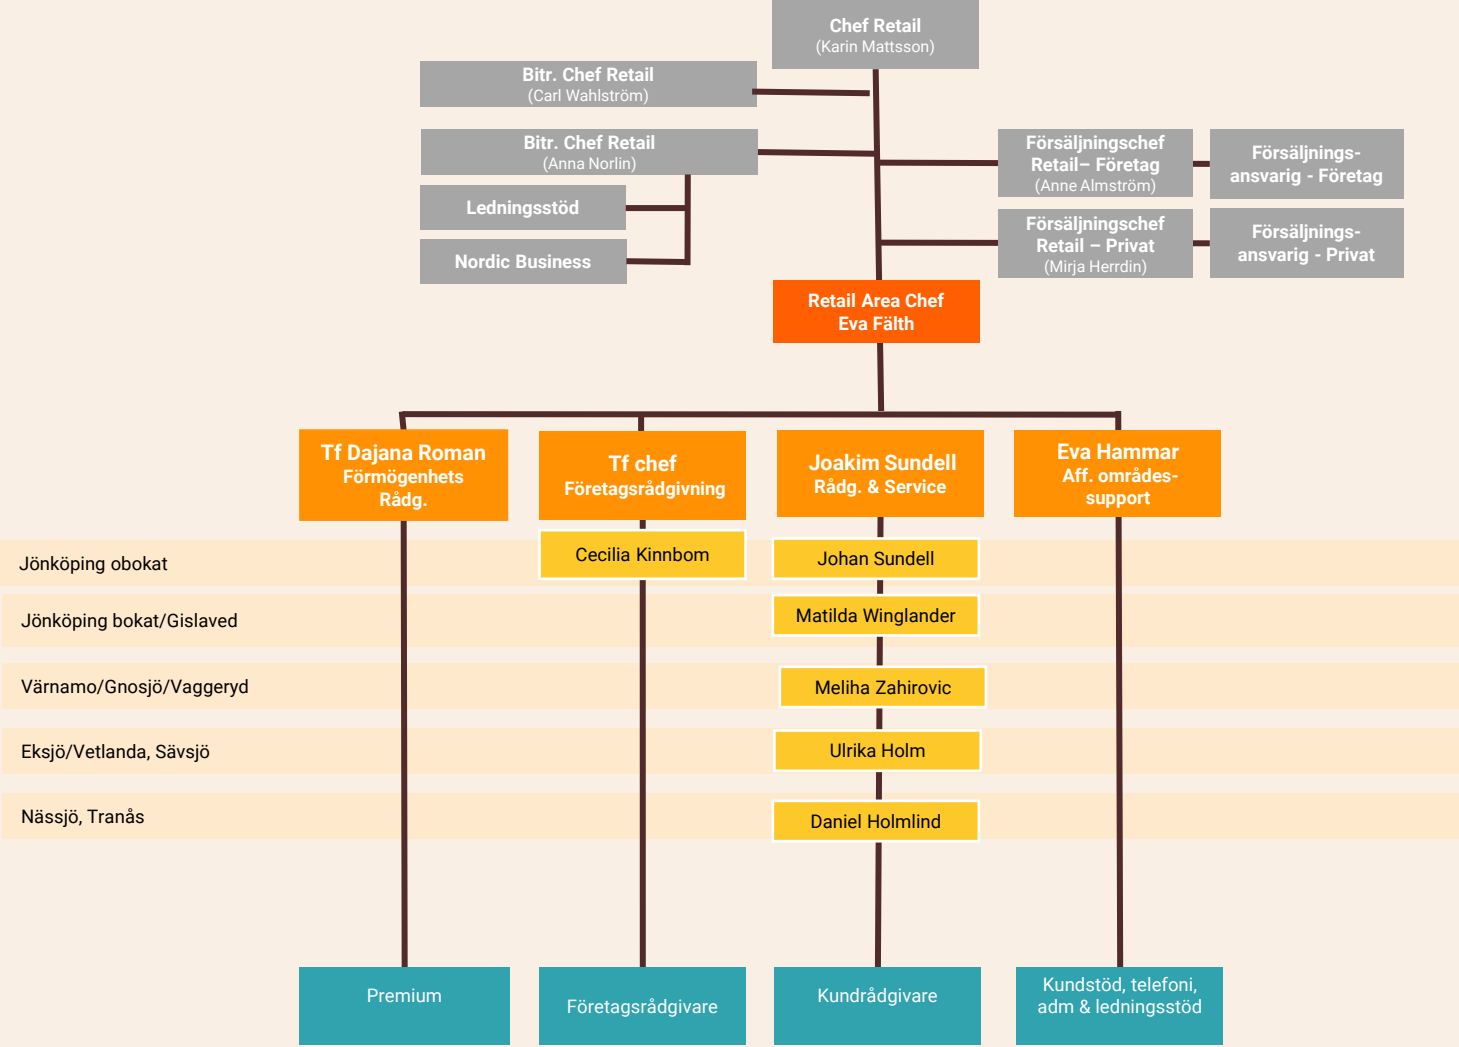 Chef Retail
(Karin Mattsson)
Bitr. Chef Retail
(Carl Wahlström)
Bitr. Chef Retail
(Anna Norlin)
Ledningsstöd
Nordic Business
Försäljningschef
Retail– Företag
(Anne Almström)
Försäljnings-
ansvarig - Företag
Försäljningschef
Retail – Privat
(Mirja Herrdin)
Försäljnings-
ansvarig - Privat
Retail Area Chef
Eva Fälth
Tf Dajana Roman
Förmögenhets
Rådg.
Tf chef
Företagsrådgivning
Joakim Sundell
Rådg. & Service
Eva Hammar
Aff. områdes-
support
Jönköping obokat
Cecilia Kinnbom
Johan Sundell
Jönköping bokat/Gislaved
Matilda Winglander
Värnamo/Gnosjö/Vaggeryd
Meliha Zahirovic
Eksjö/Vetlanda, Sävsjö
Ulrika Holm
Nässjö, Tranås
Daniel Holmlind
Premium
Företagsrådgivare
Kundrådgivare
Kundstöd, telefoni,
adm & ledningsstöd